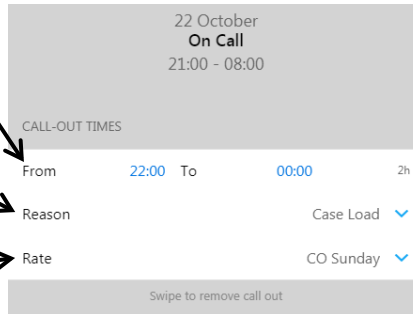 22 October
On Call
21:00 - 08:00
CALL-OUT TIMES
From 22:00 To 00:00 2h
Reason Case Load
Rate CO Sunday
Swipe to remove call out